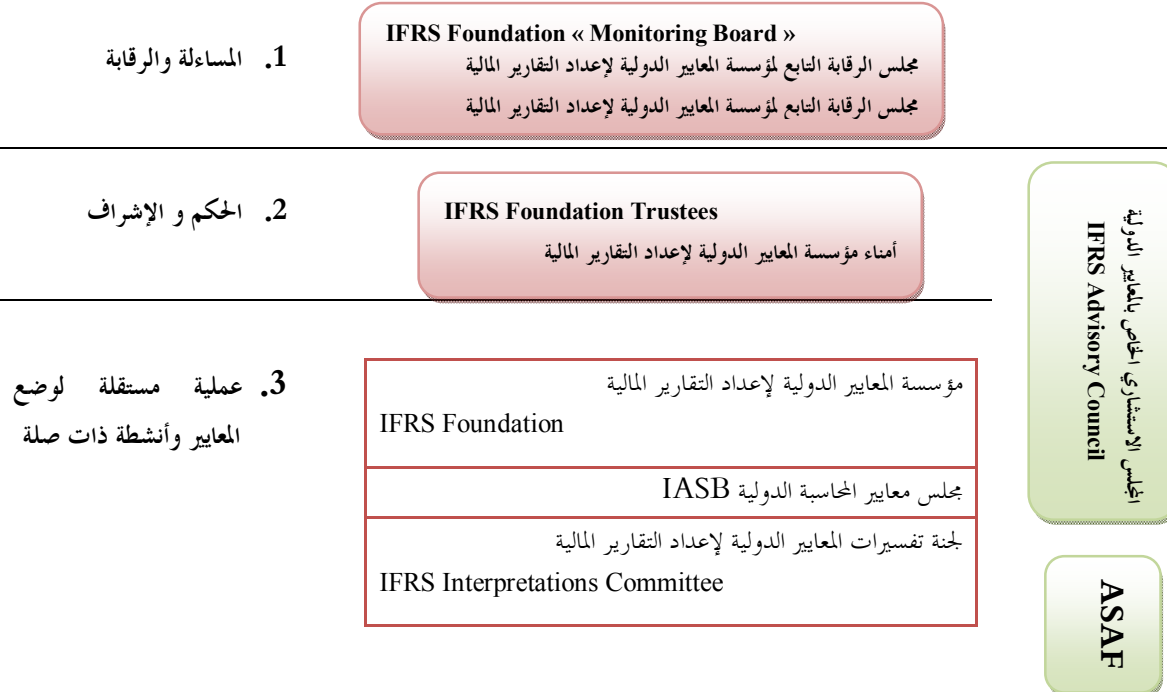 1. المساءلة والرقابة
IFRS Foundation « Monitoring Board »
مجلس الرقابة التابع لمؤسسة المعايير الدولية لإعداد التقارير المالية
مجلس الرقابة التابع لمؤسسة المعايير الدولية لإعداد التقارير المالية
2. الحكم و الإشراف
IFRS Foundation Trustees
أمناء مؤسسة المعايير الدولية لإعداد التقارير المالية
3. عملية مستقلة لوضع
المعايير وأنشطة ذات صلة
مؤسسة المعايير الدولية لإعداد التقارير المالية
IFRS Foundation
مجلس معايير المحاسبة الدولية IASB
لجنة تفسيرات المعايير الدولية لإعداد التقارير المالية
IFRS Interpretations Committee
المجلس الاستشاري الخاص بالمعايير الدولية
IFRS Advisory Council
ASAF